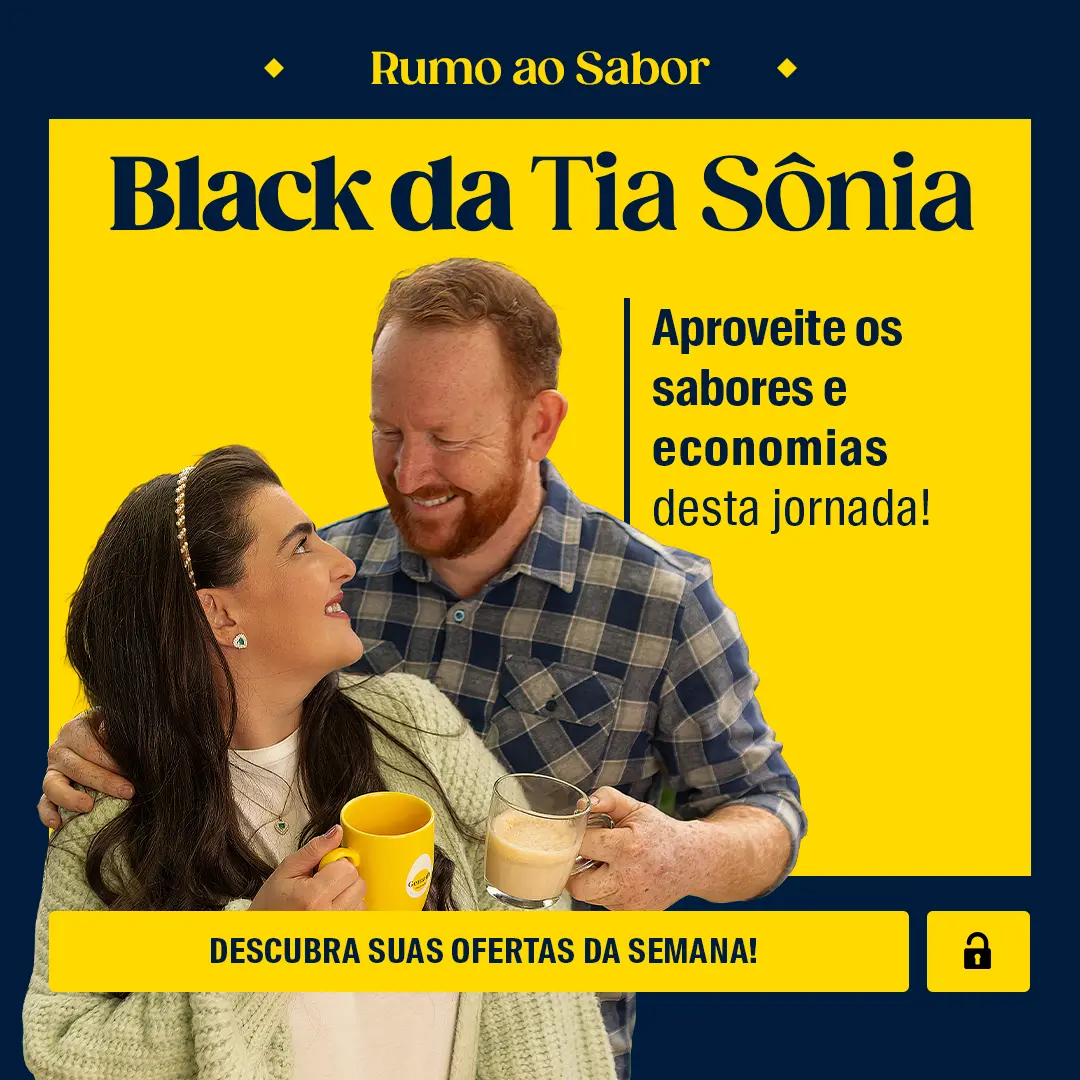 Rumo ao Sabor
Black da Tia Sônia
Aproveite os
sabores e
economias
desta jornada!
DESCUBRA SUAS OFERTAS DA SEMANA!